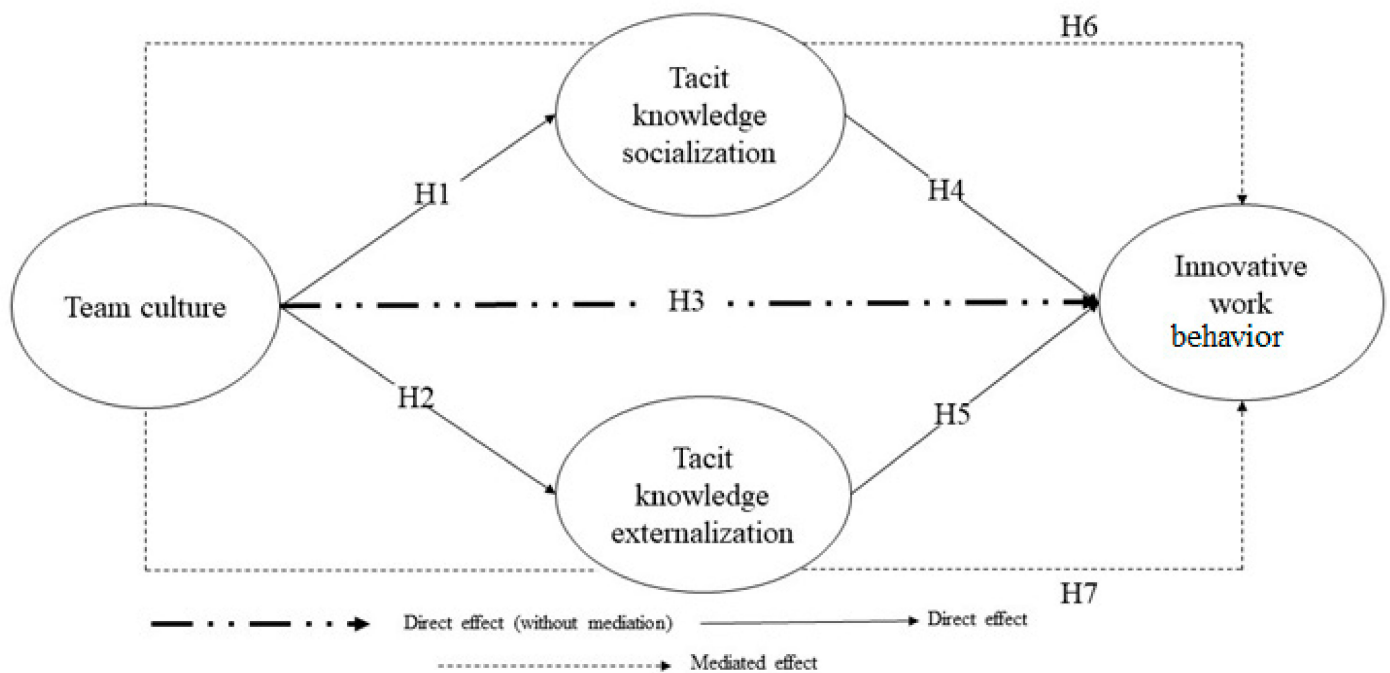 H6
Tacit
knowledge
socialization
H1
H4
Team culture
H3
Innovative
work
behavior
H2
H5
Tacit
knowledge
externalization
H7
Direct effect (without mediation)
Direct effect
Mediated effect